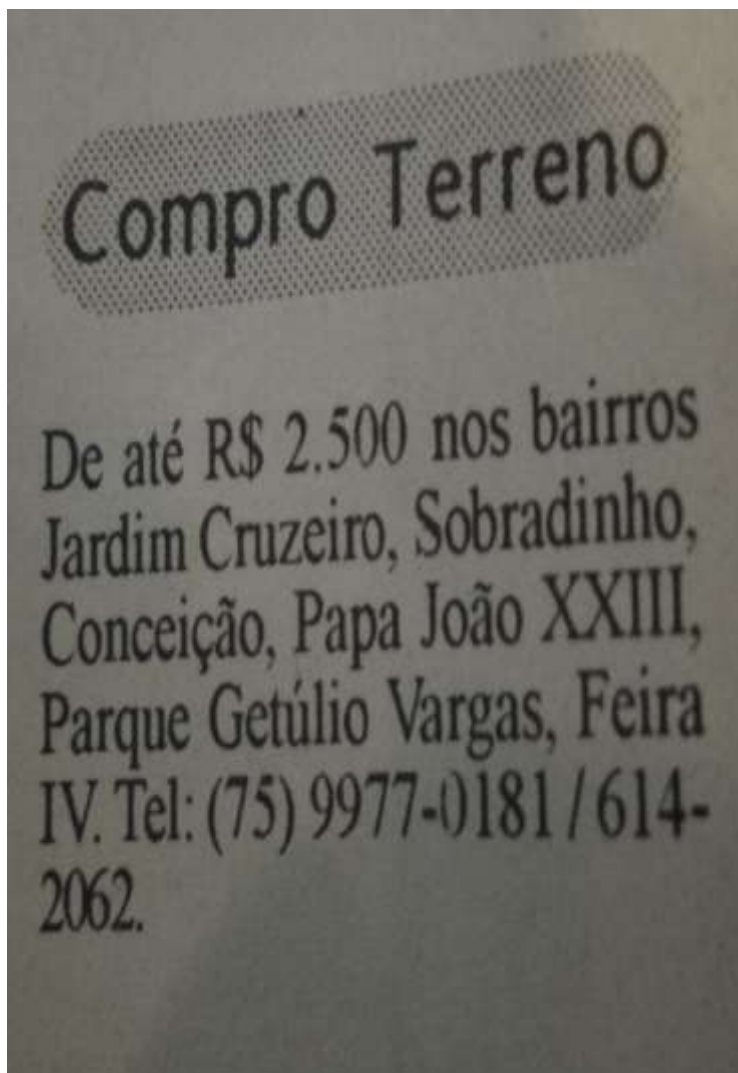 Compro Terreno
De até R$ 2.500 nos bairros
Jardim Cruzeiro, Sobradinho,
Conceição, Papa João XXIII,
Parque Getúlio Vargas, Feira
IV. Tel: (75) 9977-0181 / 614-
2062.